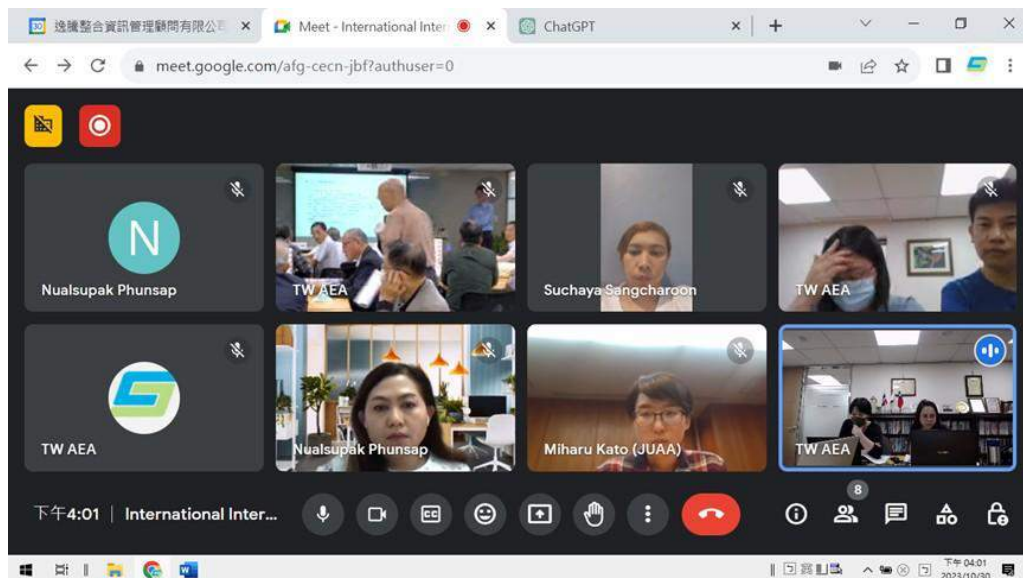 逸騰整合資訊管理顧問有限公司
Meet - International Inter
ChatGPT
meet.google.com/afg-cecn-jbf?authuser=0
N
Nualsupak Phunsap
TW AEA
Suchaya Sangcharoon
TW AEA
TW AEA
Nualsupak Phunsap
Miharu Kato (JUAA)
TW AEA
下午4:01 | International Inter...
CC
8
下午 04:01
2023/10/30